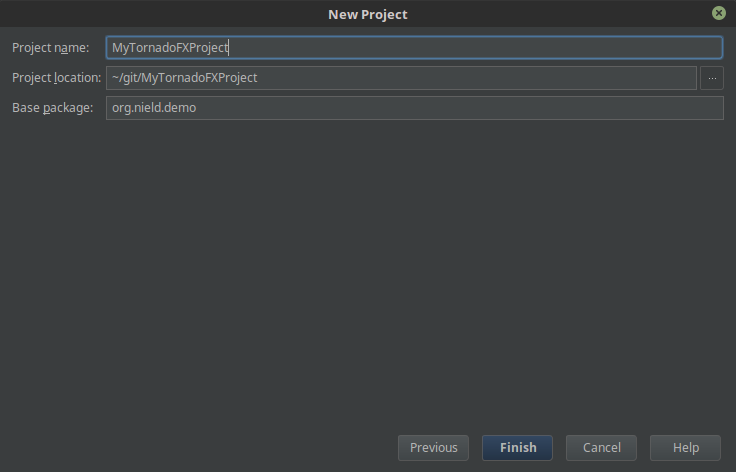 New Project
Project name: MyTornadoFXProject
Project location: ~/git/MyTornadoFXProject ...
Base package: org.nield.demo
Previous Finish Cancel Help